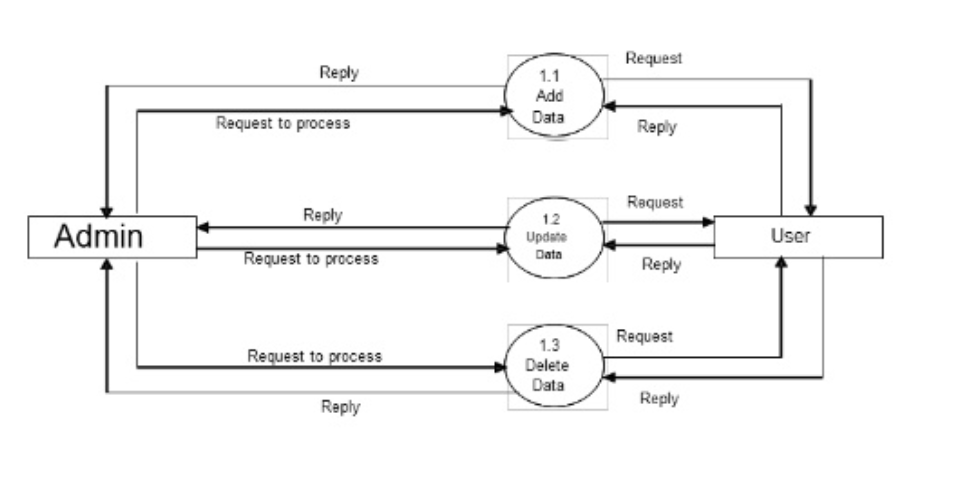 Request
1.1
Reply
Add
Data
Request to process
Reply
Request
1.2
Reply
Admin
Update
User
Data
Request to process
Reply
Request
1.3
Request to process
Delete
Data
Reply
Reply